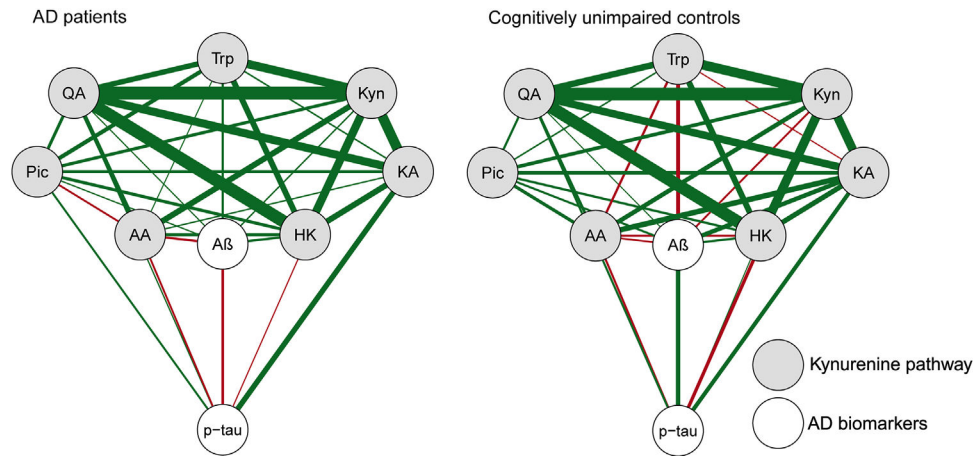 AD patients
Cognitively unimpaired controls
Trp
QA
Kyn
Pic
KA
AA
Aß
HK
p−tau
Trp
QA
Kyn
Pic
KA
AA
Aß
HK
p−tau
Kynurenine pathway
AD biomarkers